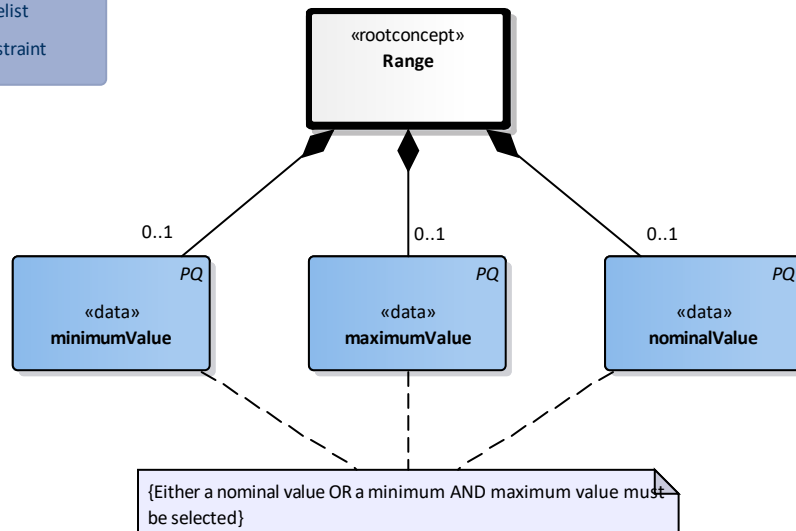 elist
straint
«rootconcept»
Range
0..1
0..1
0..1
PQ
PQ
PQ
«data»
«data»
«data»
minimumValue
maximumValue
nominalValue
{Either a nominal value OR a minimum AND maximum value must
be selected}